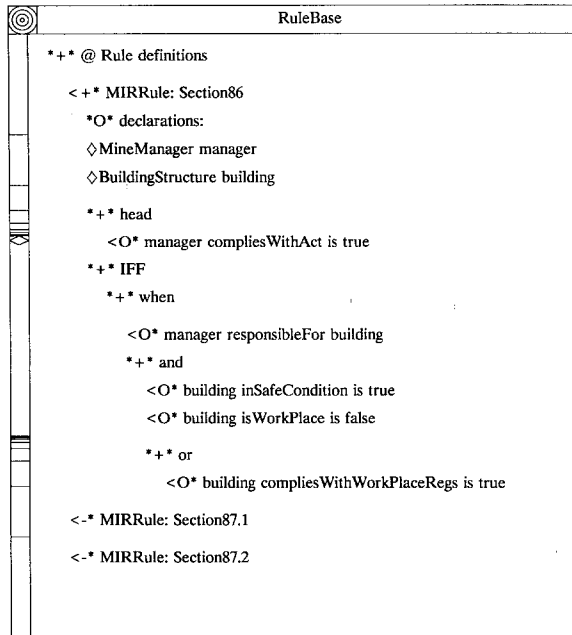 RuleBase
*+* @ Rule definitions
<+* MIRRule: Section86
*O* declarations:
◇MineManager manager
◇BuildingStructure building
*+* head
<O* manager compliesWithAct is true
*+* IFF
*+* when
<O* manager responsibleFor building
*+* and
<O* building inSafeCondition is true
<O* building isWorkPlace is false
*+* or
<O* building compliesWithWorkPlaceRegs is true
<-* MIRRule: Section87.1
<-* MIRRule: Section87.2